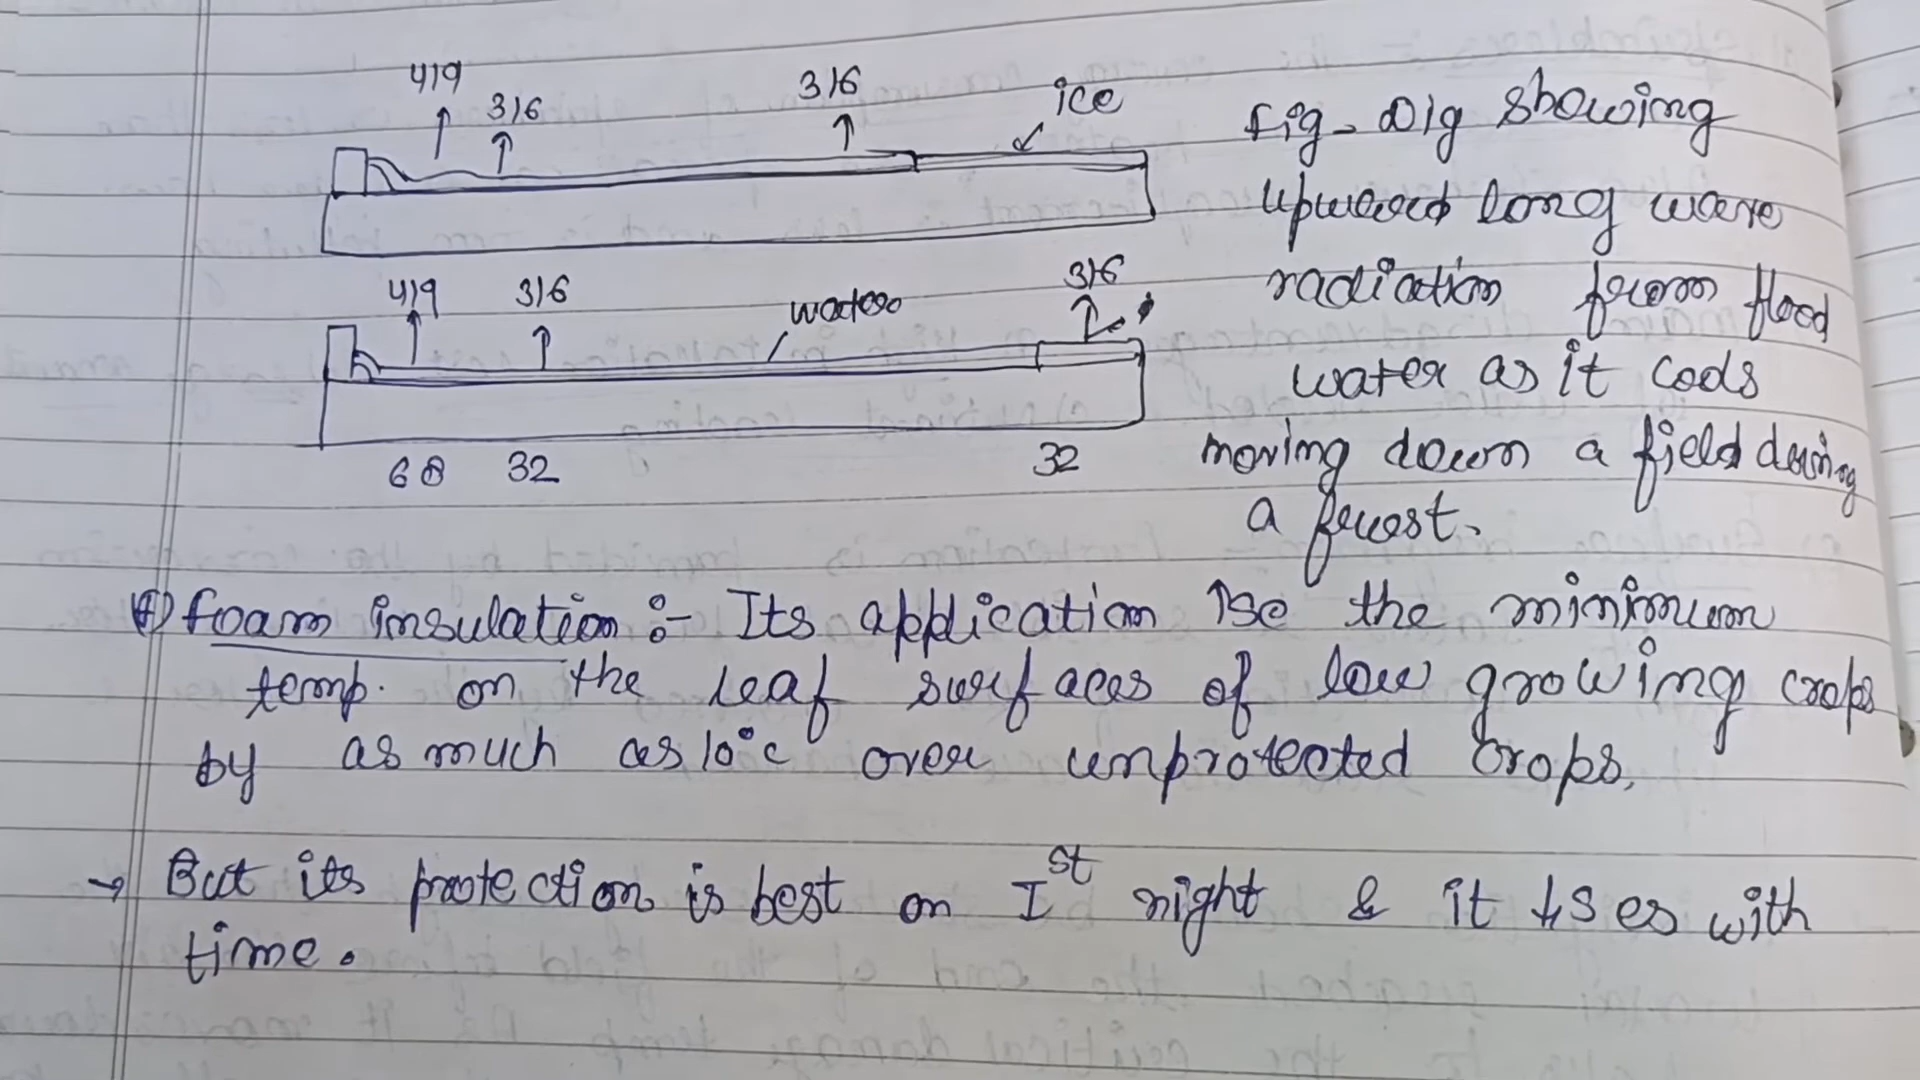 419
316
316
ice
419
316
water
316
68 32 32
Fig- Dig showing
upward long wave
radiation from flood
water as it cools
moving down a field during
a frost.
f) foam insulation :- Its application ↑se the minimum
temp. on the leaf surfaces of low growing crops
by as much as 10°C over unprotected crops.
→ But its protection is best on Ist night & it ↓ses with
time.